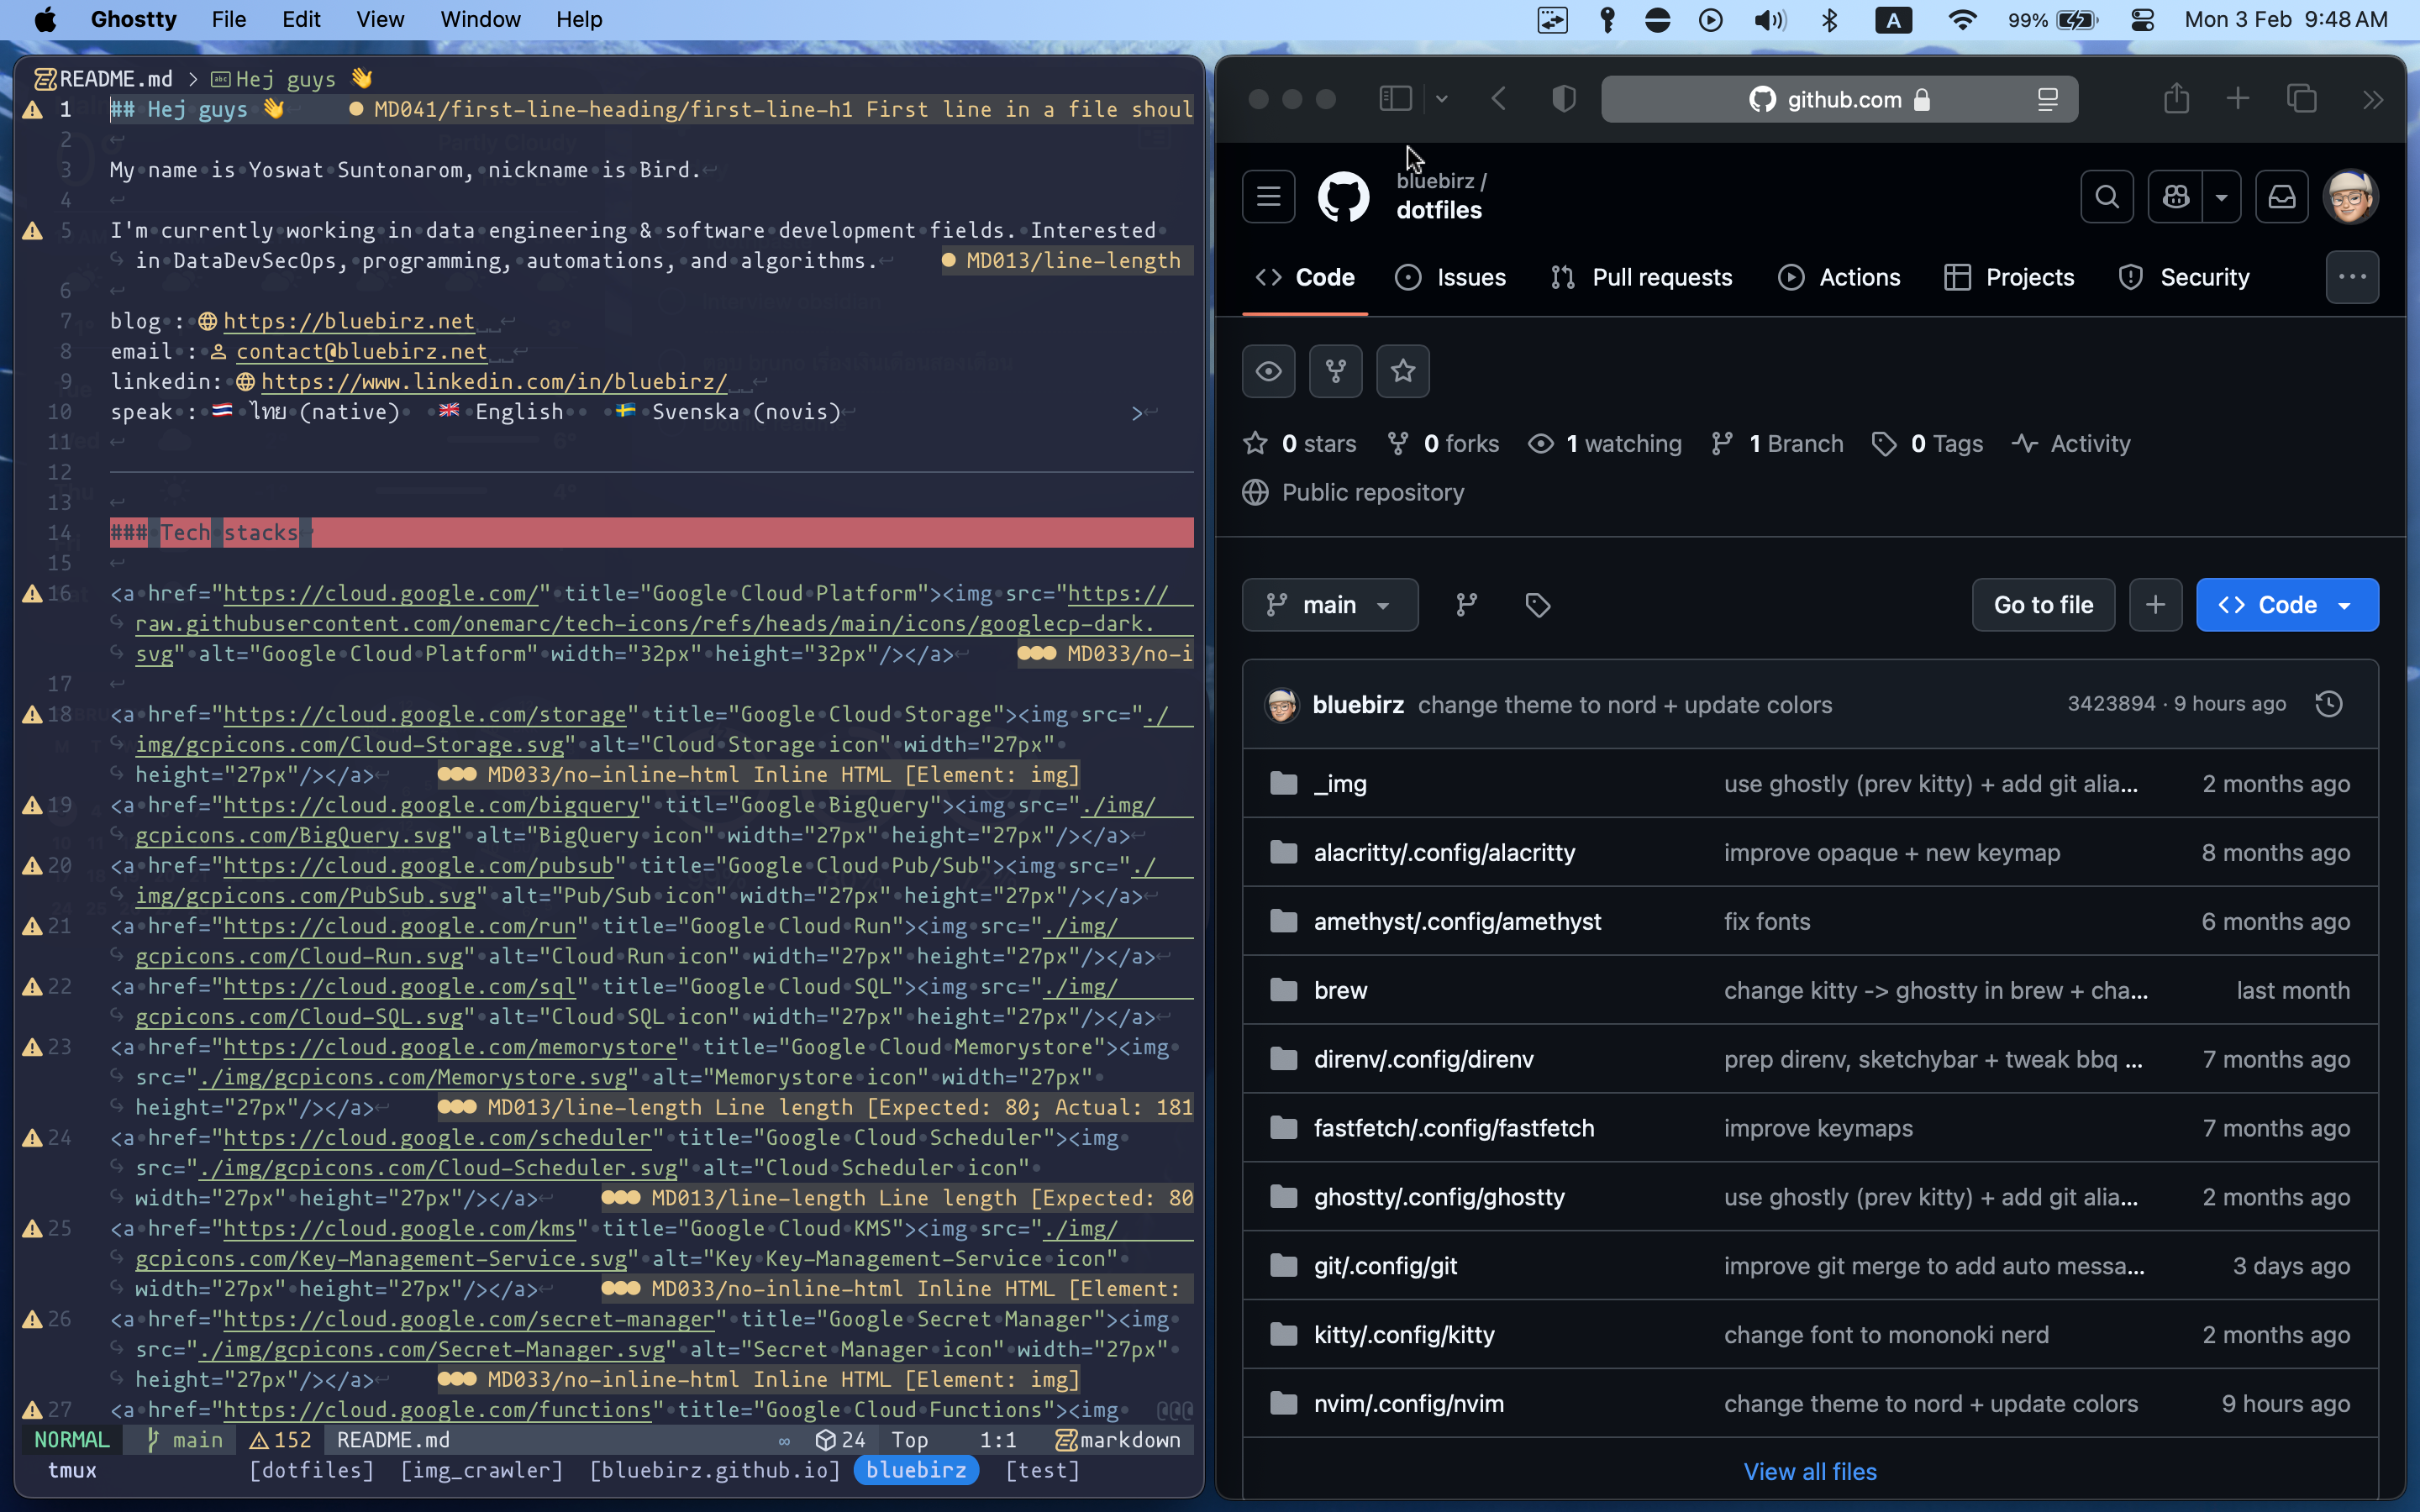 Ghostty File Edit View Window Help
A 99% Mon 3 Feb 9:48 AM
README.md > Hej guys 👋
1 ## Hej guys 👋 ● MD041/first-line-heading/first-line-h1 First line in a file shoul
2
3 My name is Yoswat Suntonarom, nickname is Bird.
4
5 I'm currently working in data engineering & software development fields. Interested
in DataDevSecOps, programming, automations, and algorithms. ● MD013/line-length
6
7 blog : https://bluebirz.net
8 email : contact@bluebirz.net
9 linkedin: https://www.linkedin.com/in/bluebirz/
10 speak : 🇹🇭 ไทย (native) 🇬🇧 English 🇸🇪 Svenska (novis) >
11
12
13
14 ### Tech stacks
15
16 <a href="https://cloud.google.com/" title="Google Cloud Platform"><img src="https://
raw.githubusercontent.com/onemarc/tech-icons/refs/heads/main/icons/googlecp-dark.
svg" alt="Google Cloud Platform" width="32px" height="32px"/></a> ●●● MD033/no-i
17
18 <a href="https://cloud.google.com/storage" title="Google Cloud Storage"><img src="./
img/gcpicons.com/Cloud-Storage.svg" alt="Cloud Storage icon" width="27px"
height="27px"/></a> ●●● MD033/no-inline-html Inline HTML [Element: img]
19 <a href="https://cloud.google.com/bigquery" titl="Google BigQuery"><img src="./img/
gcpicons.com/BigQuery.svg" alt="BigQuery icon" width="27px" height="27px"/></a>
20 <a href="https://cloud.google.com/pubsub" title="Google Cloud Pub/Sub"><img src="./
img/gcpicons.com/PubSub.svg" alt="Pub/Sub icon" width="27px" height="27px"/></a>
21 <a href="https://cloud.google.com/run" title="Google Cloud Run"><img src="./img/
gcpicons.com/Cloud-Run.svg" alt="Cloud Run icon" width="27px" height="27px"/></a>
22 <a href="https://cloud.google.com/sql" title="Google Cloud SQL"><img src="./img/
gcpicons.com/Cloud-SQL.svg" alt="Cloud SQL icon" width="27px" height="27px"/></a>
23 <a href="https://cloud.google.com/memorystore" title="Google Cloud Memorystore"><img
src="./img/gcpicons.com/Memorystore.svg" alt="Memorystore icon" width="27px"
height="27px"/></a> ●●● MD013/line-length Line length [Expected: 80; Actual: 181
24 <a href="https://cloud.google.com/scheduler" title="Google Cloud Scheduler"><img
src="./img/gcpicons.com/Cloud-Scheduler.svg" alt="Cloud Scheduler icon"
width="27px" height="27px"/></a> ●●● MD013/line-length Line length [Expected: 80
25 <a href="https://cloud.google.com/kms" title="Google Cloud KMS"><img src="./img/
gcpicons.com/Key-Management-Service.svg" alt="Key Key-Management-Service icon"
width="27px" height="27px"/></a> ●●● MD033/no-inline-html Inline HTML [Element:
26 <a href="https://cloud.google.com/secret-manager" title="Google Secret Manager"><img
src="./img/gcpicons.com/Secret-Manager.svg" alt="Secret Manager icon" width="27px"
height="27px"/></a> ●●● MD033/no-inline-html Inline HTML [Element: img]
27 <a href="https://cloud.google.com/functions" title="Google Cloud Functions"><img @@@
NORMAL main 152 README.md ∞ 24 Top 1:1 markdown
tmux [dotfiles] [img_crawler] [bluebirz.github.io] bluebirz [test]
github.com
bluebirz /
dotfiles
Code Issues Pull requests Actions Projects Security
0 stars 0 forks 1 watching 1 Branch 0 Tags Activity
Public repository
main Go to file Code
bluebirz change theme to nord + update colors 3423894 · 9 hours ago
_img use ghostly (prev kitty) + add git alia... 2 months ago
alacritty/.config/alacritty improve opaque + new keymap 8 months ago
amethyst/.config/amethyst fix fonts 6 months ago
brew change kitty -> ghostty in brew + cha... last month
direnv/.config/direnv prep direnv, sketchybar + tweak bbq ... 7 months ago
fastfetch/.config/fastfetch improve keymaps 7 months ago
ghostty/.config/ghostty use ghostly (prev kitty) + add git alia... 2 months ago
git/.config/git improve git merge to add auto messa... 3 days ago
kitty/.config/kitty change font to mononoki nerd 2 months ago
nvim/.config/nvim change theme to nord + update colors 9 hours ago
View all files